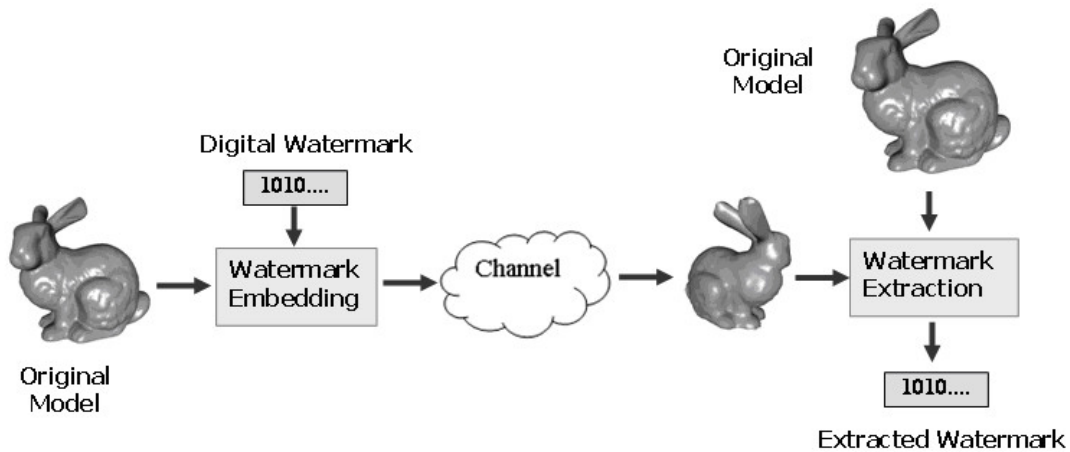 Original
Model
Digital Watermark
1010....
Watermark
Embedding
Original
Model
Channel
Watermark
Extraction
1010....
Extracted Watermark